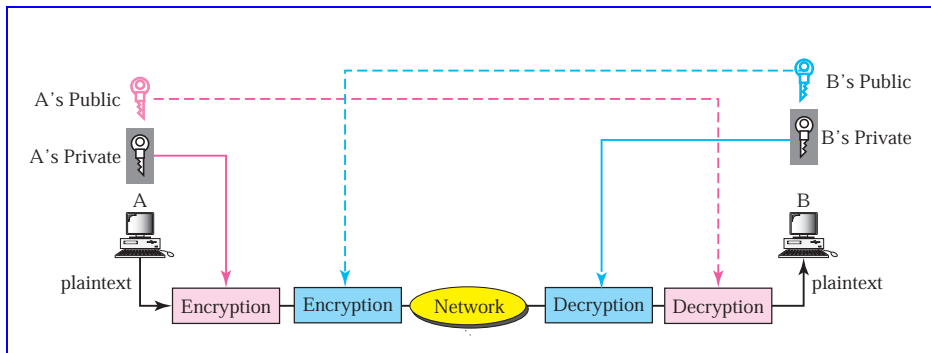 B's Public
A's Public
B's Private
A's Private
A
B
plaintext
plaintext
Encryption
Encryption
Network
Decryption
Decryption